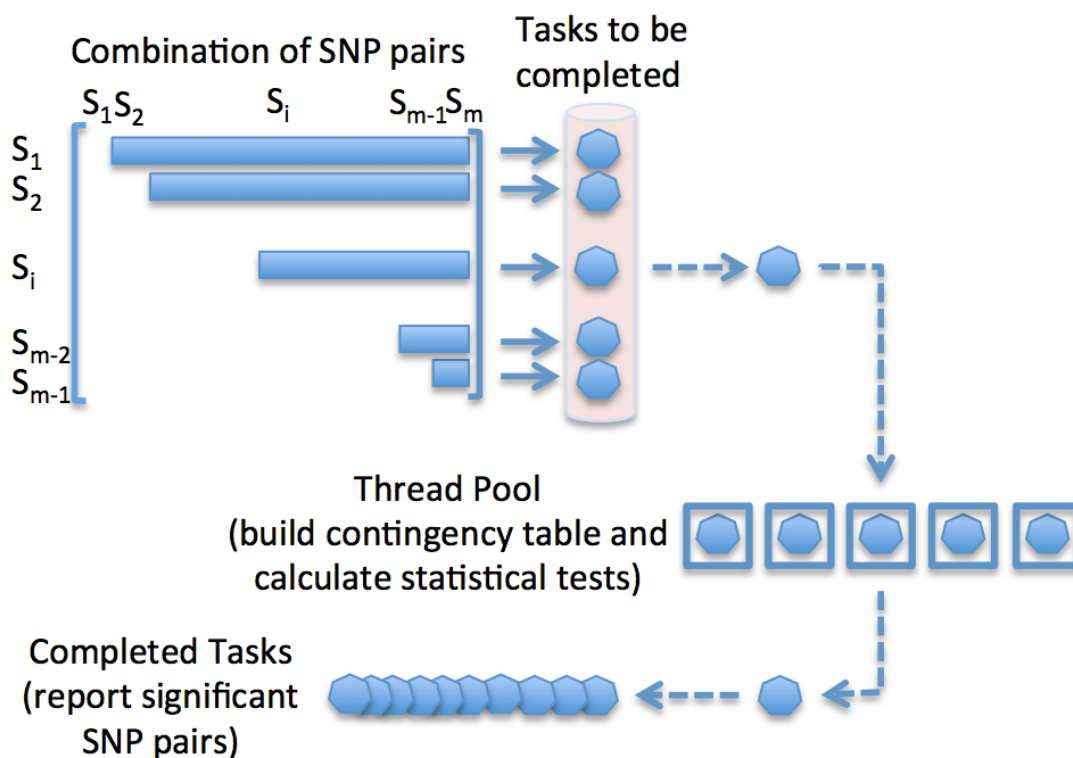 Combination of SNP pairs
Tasks to be
completed
S₁S₂ Sᵢ Sₘ₋₁Sₘ
S₁
S₂
Sᵢ
Sₘ₋₂
Sₘ₋₁
Thread Pool
(build contingency table and
calculate statistical tests)
Completed Tasks
(report significant
SNP pairs)